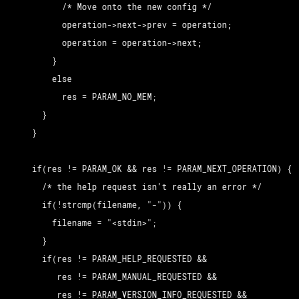 /* Move onto the new config */
operation->next->prev = operation;
operation = operation->next;
}
else
res = PARAM_NO_MEM;
}
}
if(res != PARAM_OK && res != PARAM_NEXT_OPERATION) {
/* the help request isn't really an error */
if(!strcmp(filename, "-")) {
filename = "<stdin>";
}
if(res != PARAM_HELP_REQUESTED &&
res != PARAM_MANUAL_REQUESTED &&
res != PARAM_VERSION_INFO_REQUESTED &&